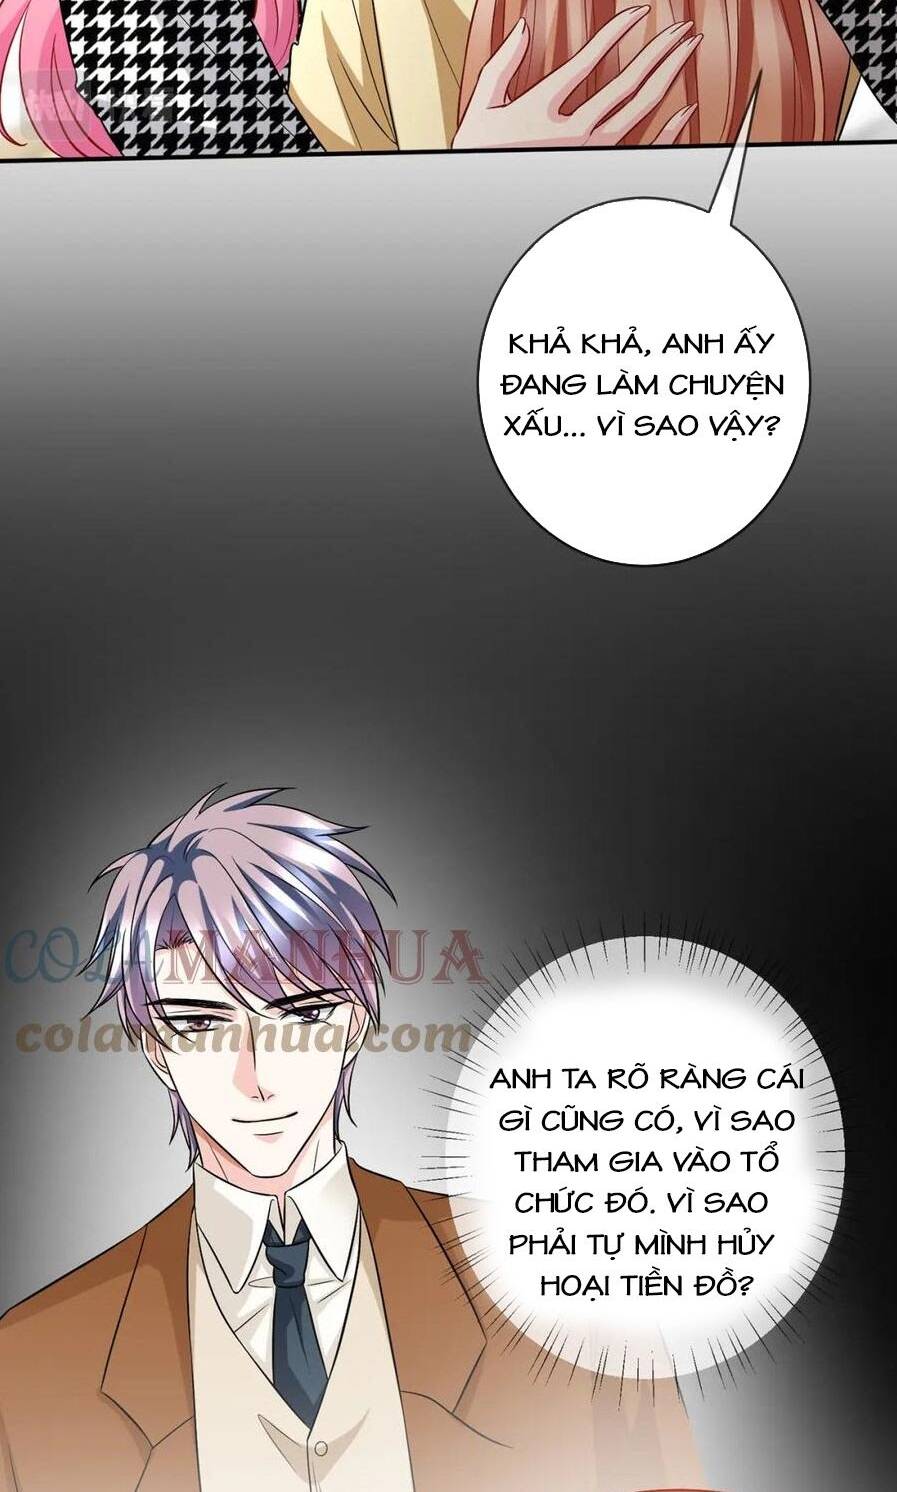 KHẢ KHẢ, ANH ẤY
ĐANG LÀM CHUYỆN
XẤU... VÌ SAO VẬY?
COLAMANHUA
colamanhua.com
ANH TA RÕ RÀNG CÁI
GÌ CŨNG CÓ, VÌ SAO
THAM GIA VÀO TỔ
CHỨC ĐÓ. VÌ SAO
PHẢI TỰ MÌNH HỦY
HOẠI TIỀN ĐỒ?